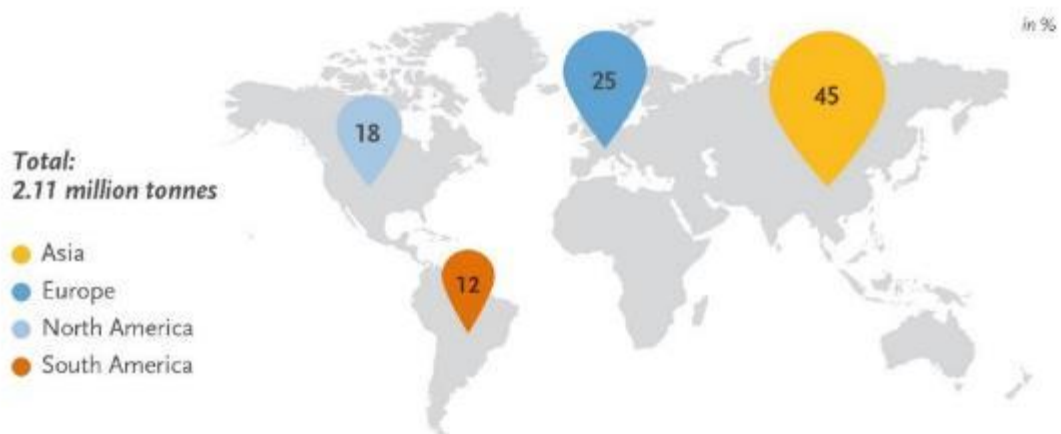 in %
25
45
18
Total:
2.11 million tonnes
Asia
Europe
12
North America
South America